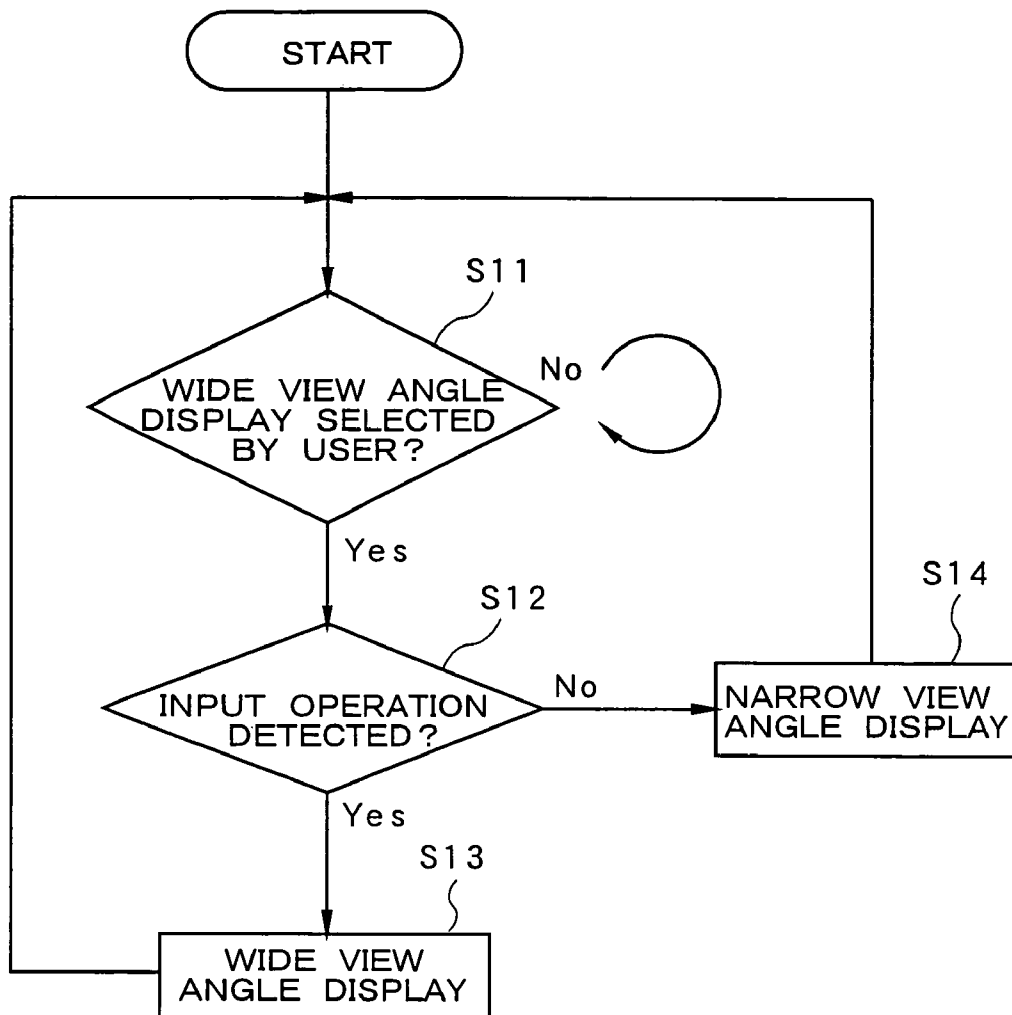 START
S11
WIDE VIEW ANGLE
DISPLAY SELECTED
BY USER?
No
Yes
S12
INPUT OPERATION
DETECTED?
No
S14
NARROW VIEW
ANGLE DISPLAY
Yes
S13
WIDE VIEW
ANGLE DISPLAY